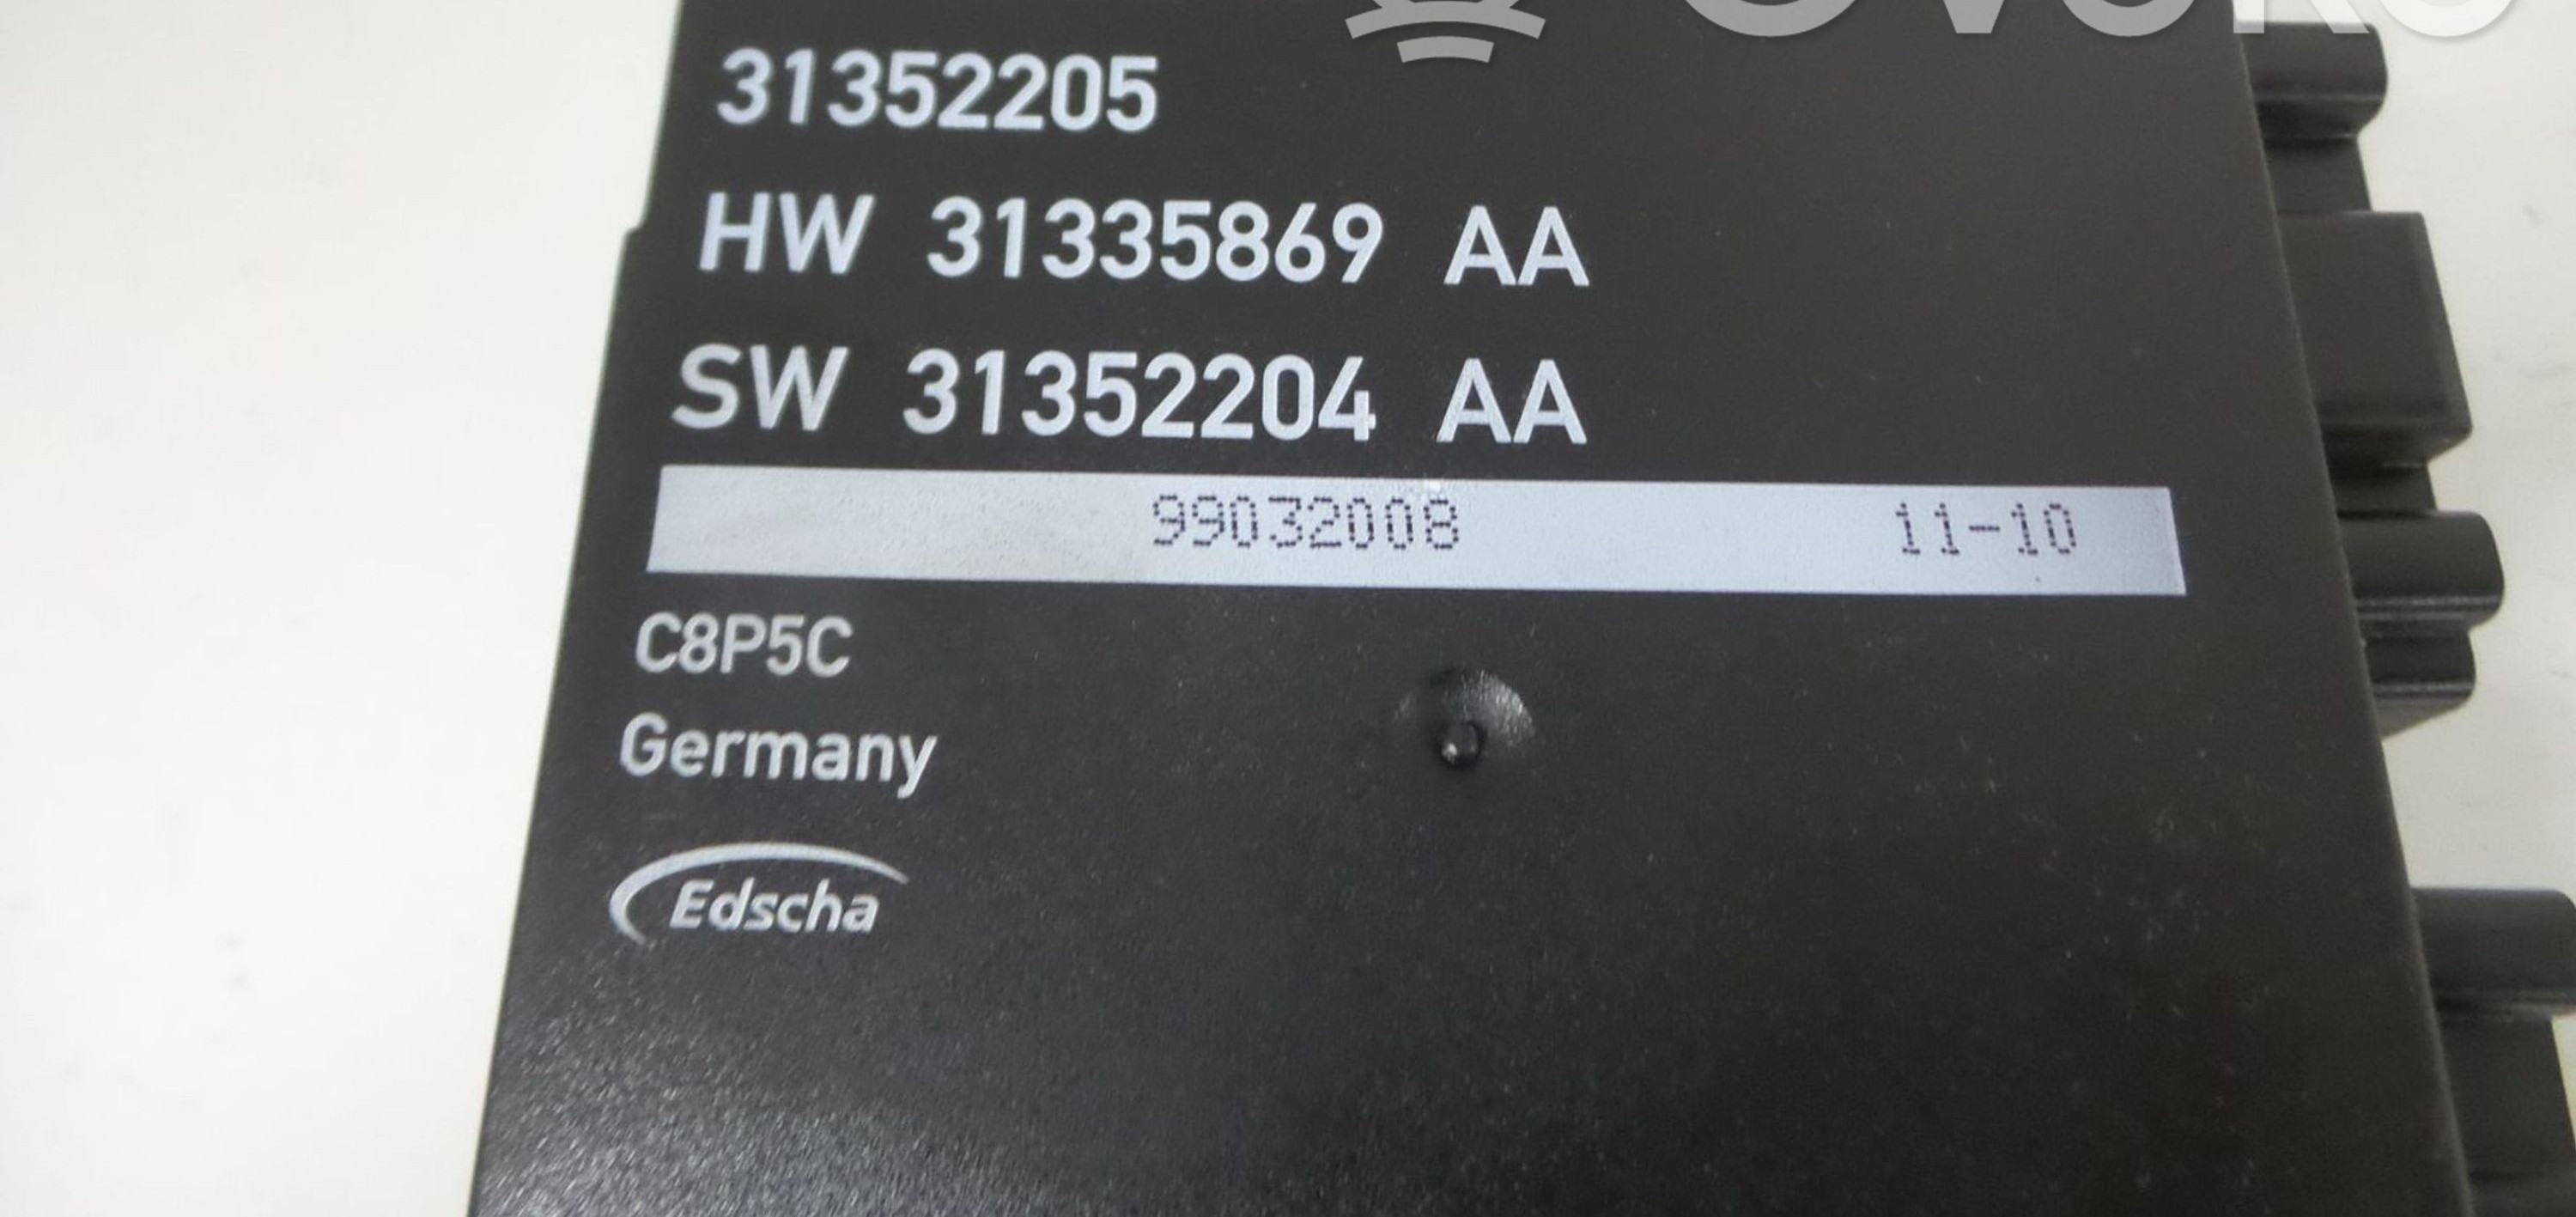 31352205
HW 31335869 AA
SW 31352204 AA
99032008 11-10
C8P5C
Germany
Edscha